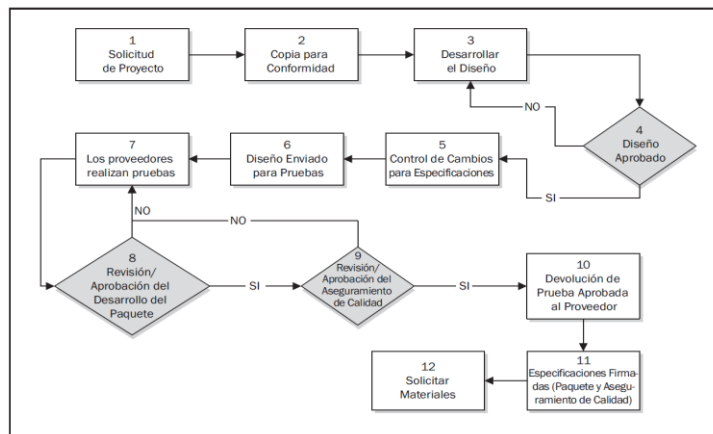 1
Solicitud
de Proyecto
2
Copia para
Conformidad
3
Desarrollar
el Diseño
NO
4
Diseño
Aprobado
SI
5
Control de Cambios
para Especificaciones
6
Diseño Enviado
para Pruebas
7
Los proveedores
realizan pruebas
NO
NO
8
Revisión/
Aprobación del
Desarrollo del
Paquete
SI
9
Revisión/
Aprobación del
Aseguramiento
de Calidad
SI
10
Devolución de
Prueba Aprobada
al Proveedor
11
Especificaciones Firma-
das (Paquete y Asegu-
ramiento de Calidad)
12
Solicitar
Materiales